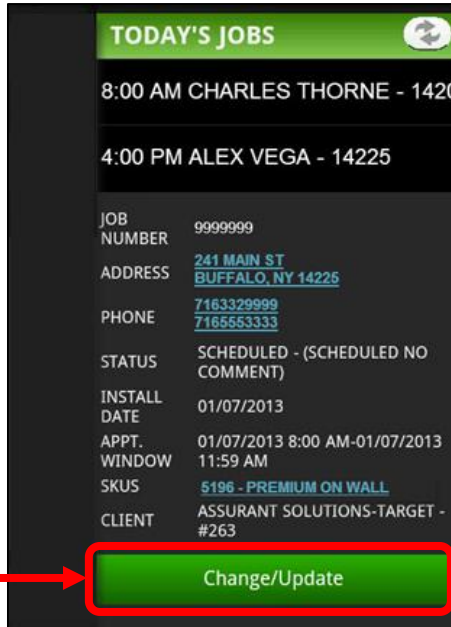 TODAY'S JOBS
8:00 AM CHARLES THORNE - 1420
4:00 PM ALEX VEGA - 14225
JOB
NUMBER 9999999
ADDRESS 241 MAIN ST
BUFFALO, NY 14225
PHONE 7163329999
7165553333
STATUS SCHEDULED - (SCHEDULED NO
COMMENT)
INSTALL
DATE 01/07/2013
APPT.
WINDOW 01/07/2013 8:00 AM-01/07/2013
11:59 AM
SKUS 5196 - PREMIUM ON WALL
CLIENT ASSURANT SOLUTIONS-TARGET -
#263
Change/Update